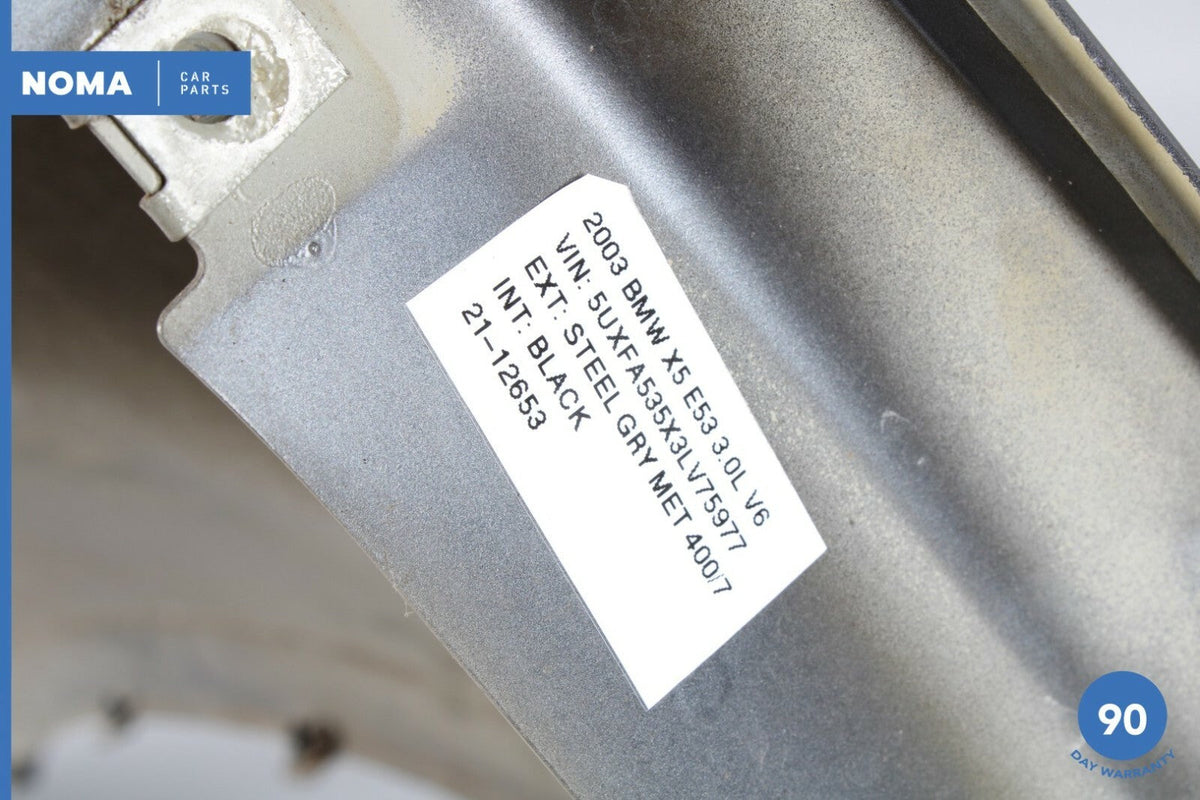 NOMA
CAR
PARTS
2003 BMW X5 E53 3.0L V6
VIN: 5UXFA535X3LV75977
EXT: STEEL GRY MET 400/7
INT: BLACK
21-12653
90
DAY WARRANTY